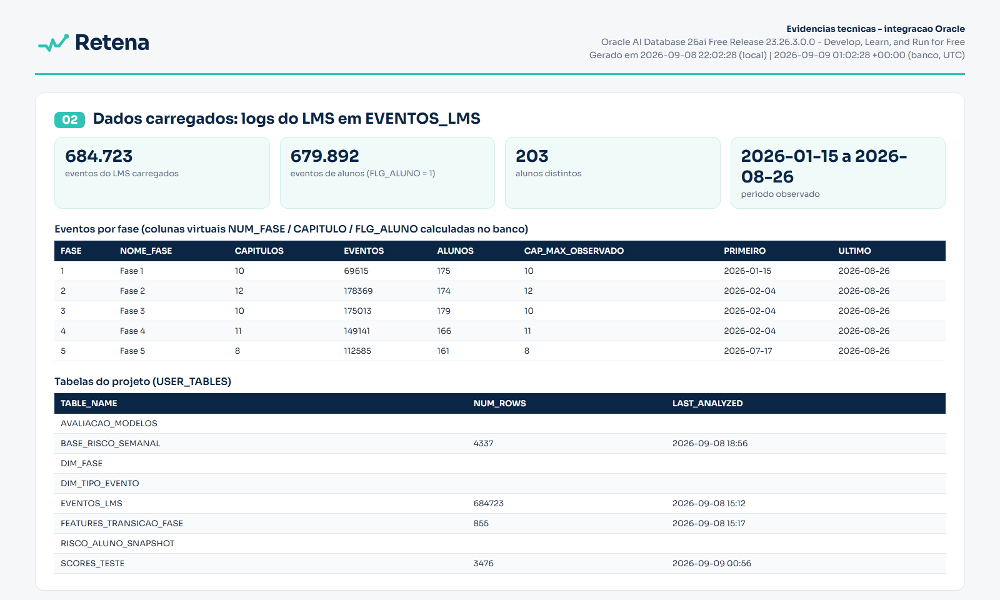 Retena
Evidencias tecnicas - integracao Oracle
Oracle AI Database 26ai Free Release 23.26.3.0.0 - Develop, Learn, and Run for Free
Gerado em 2026-09-08 22:02:28 (local) | 2026-09-09 01:02:28 +00:00 (banco, UTC)
02 Dados carregados: logs do LMS em EVENTOS_LMS
684.723
eventos do LMS carregados
679.892
eventos de alunos (FLG_ALUNO = 1)
203
alunos distintos
2026-01-15 a 2026-
08-26
periodo observado
Eventos por fase (colunas virtuais NUM_FASE / CAPITULO / FLG_ALUNO calculadas no banco)
FASE NOME_FASE CAPITULOS EVENTOS ALUNOS CAP_MAX_OBSERVADO PRIMEIRO ULTIMO
1 Fase 1 10 69615 175 10 2026-01-15 2026-08-26
2 Fase 2 12 178369 174 12 2026-02-04 2026-08-26
3 Fase 3 10 175013 179 10 2026-02-04 2026-08-26
4 Fase 4 11 149141 166 11 2026-02-04 2026-08-26
5 Fase 5 8 112585 161 8 2026-07-17 2026-08-26
Tabelas do projeto (USER_TABLES)
TABLE_NAME NUM_ROWS LAST_ANALYZED
AVALIACAO_MODELOS
BASE_RISCO_SEMANAL 4337 2026-09-08 18:56
DIM_FASE
DIM_TIPO_EVENTO
EVENTOS_LMS 684723 2026-09-08 15:12
FEATURES_TRANSICAO_FASE 855 2026-09-08 15:17
RISCO_ALUNO_SNAPSHOT
SCORES_TESTE 3476 2026-09-09 00:56